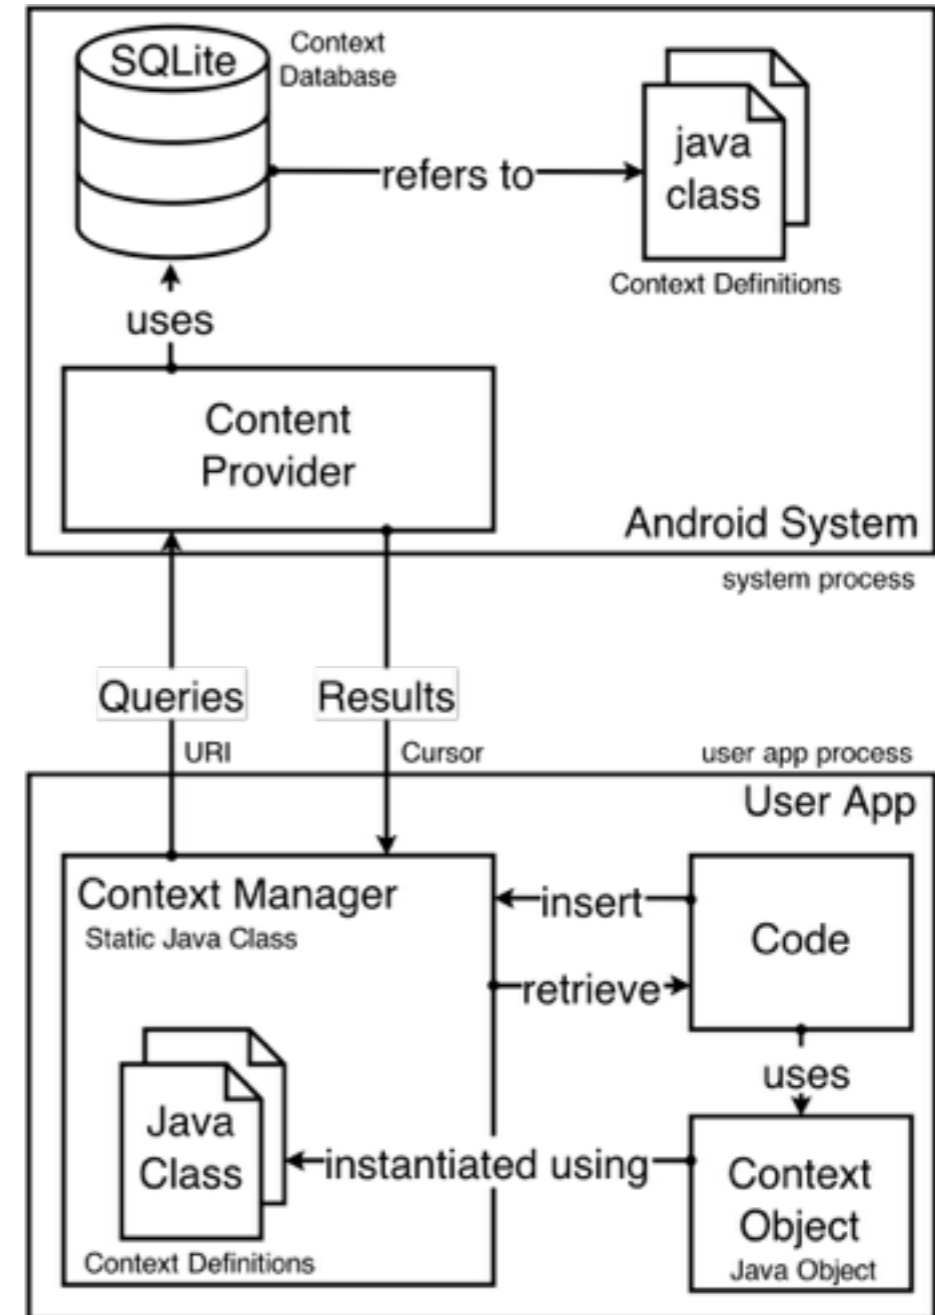 SQLite
Context
Database
refers to
java
class
Context Definitions
uses
Content
Provider
Android System
system process
Queries
Results
URI
Cursor
user app process
User App
Context Manager
Static Java Class
insert
Code
retrieve
uses
Java
Class
instantiated using
Context
Object
Java Object
Context Definitions